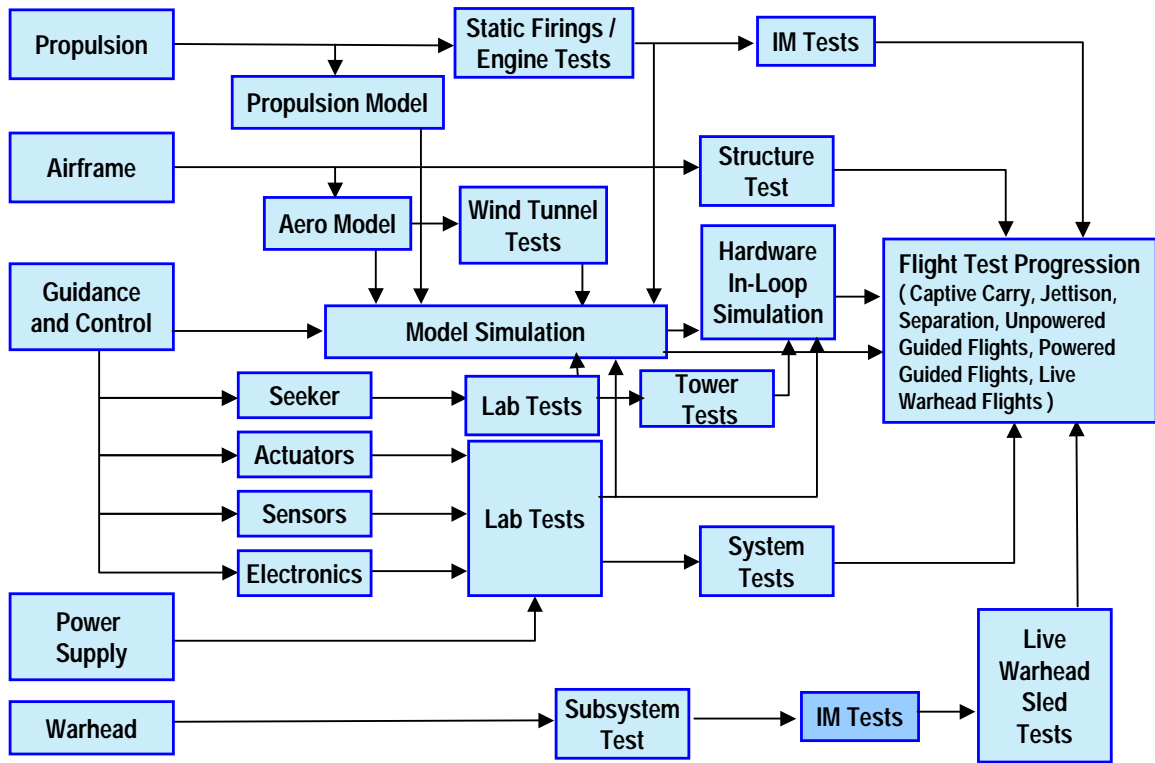 Propulsion
Static Firings /
Engine Tests
IM Tests
Propulsion Model
Airframe
Structure
Test
Aero Model
Wind Tunnel
Tests
Hardware
In-Loop
Simulation
Flight Test Progression
( Captive Carry, Jettison,
Separation, Unpowered
Guided Flights, Powered
Guided Flights, Live
Warhead Flights )
Guidance
and Control
Model Simulation
Seeker
Lab Tests
Tower
Tests
Actuators
Sensors
Lab Tests
Electronics
System
Tests
Power
Supply
Live
Warhead
Sled
Tests
Warhead
Subsystem
Test
IM Tests